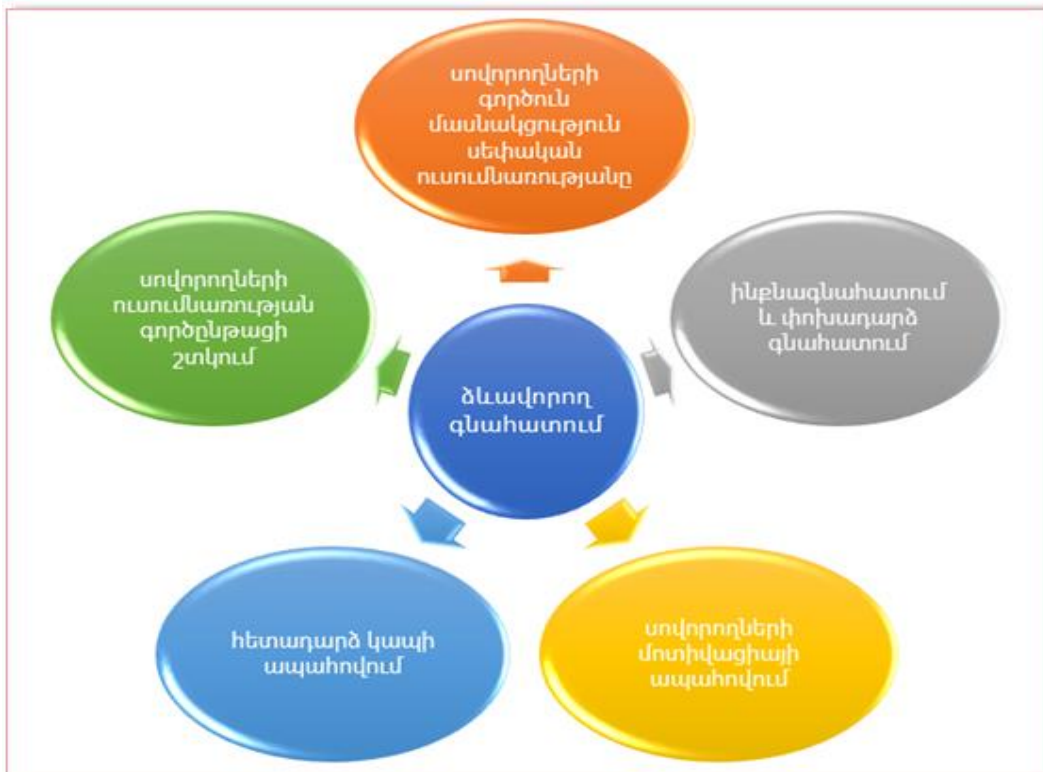 սովորողների
գործուն
մասնակցություն
սեփական
ուսումնառությանը
ինքնագնահատում
և փոխադարձ
գնահատում
սովորողների
մոտիվացիայի
ապահովում
հետադարձ կապի
ապահովում
սովորողների
ուսումնառության
գործընթացի
շտկում
ձևավորող
գնահատում